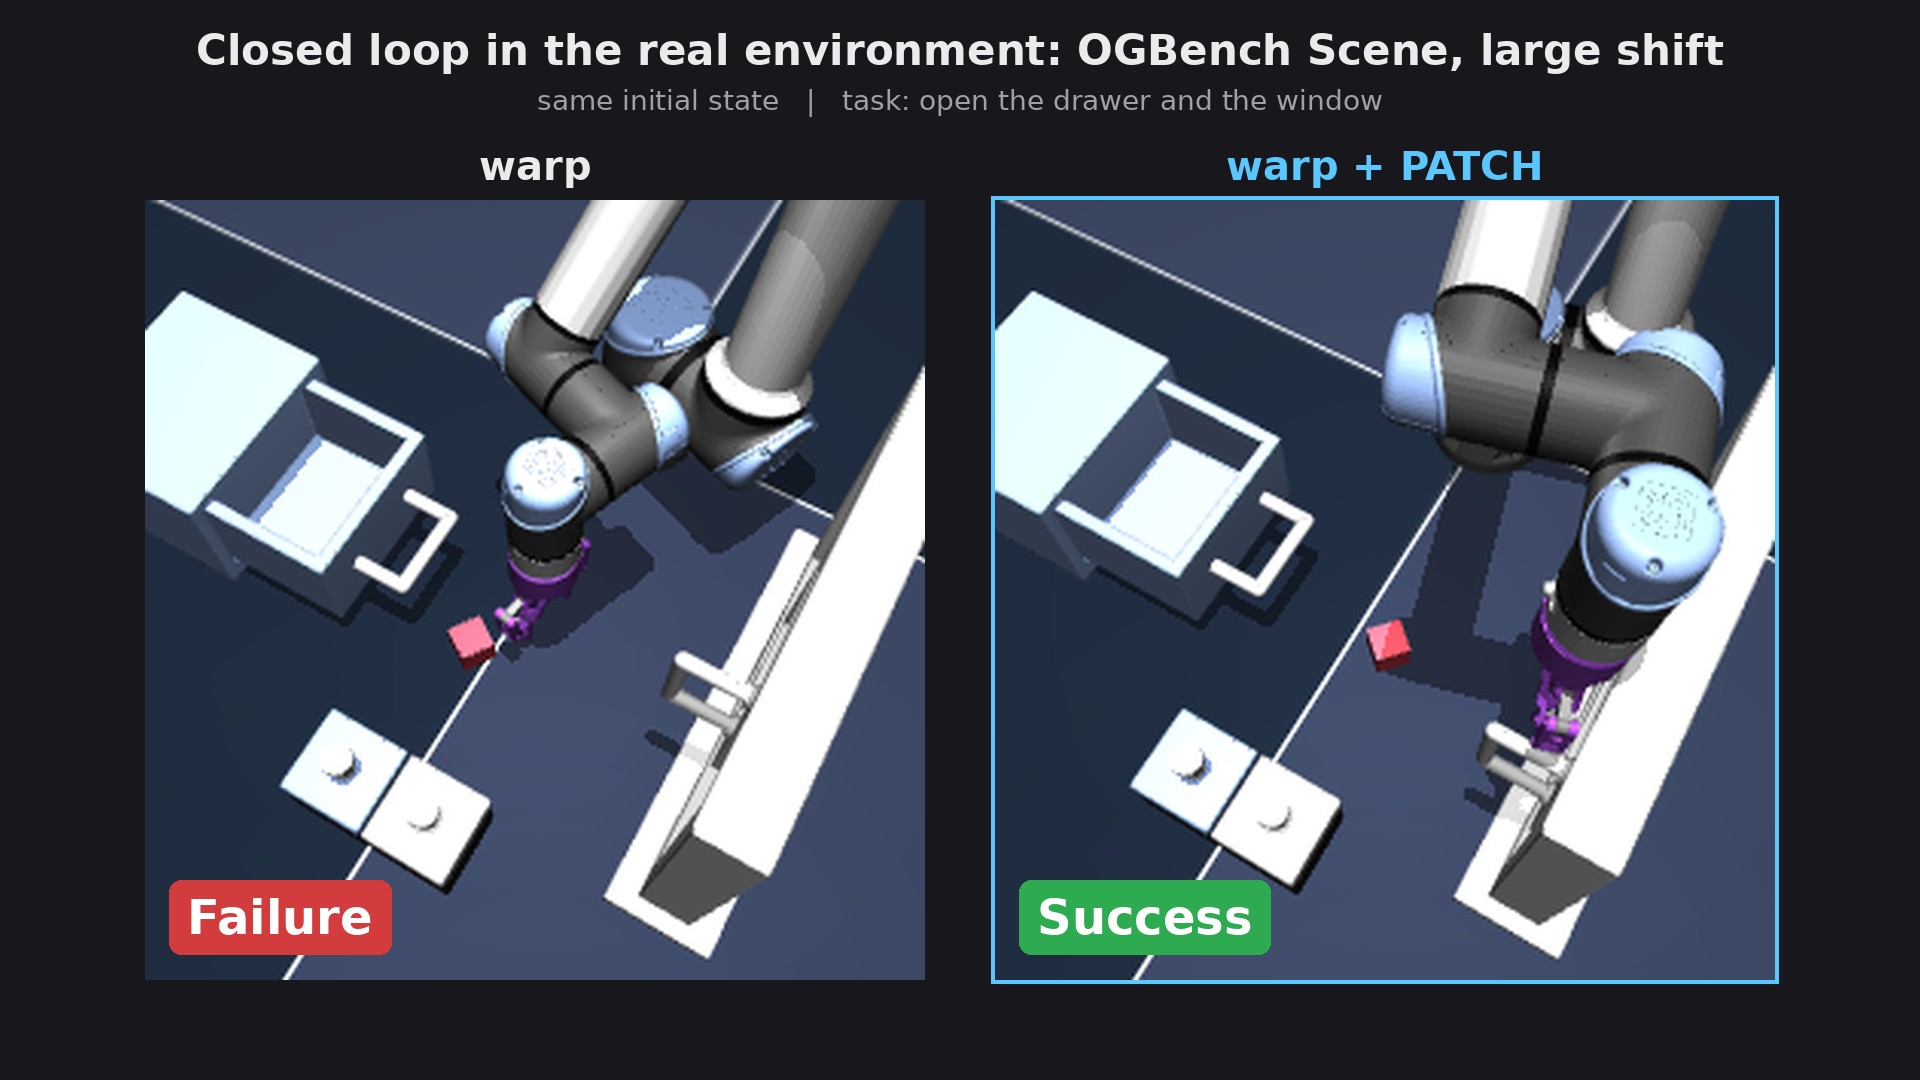 Closed loop in the real environment: OGBench Scene, large shift
same initial state | task: open the drawer and the window
warp
warp + PATCH
Failure
Success